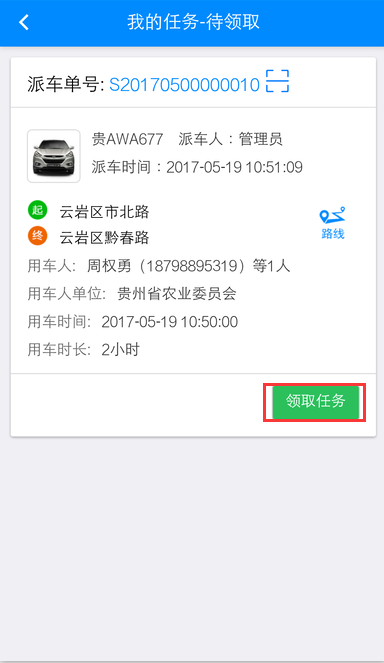 我的任务-待领取
派车单号: S20170500000010
贵AWA677 派车人：管理员
派车时间：2017-05-19 10:51:09
起 云岩区市北路
终 云岩区黔春路
路线
用车人: 周权勇（18798895319）等1人
用车人单位: 贵州省农业委员会
用车时间: 2017-05-19 10:50:00
用车时长: 2小时
领取任务